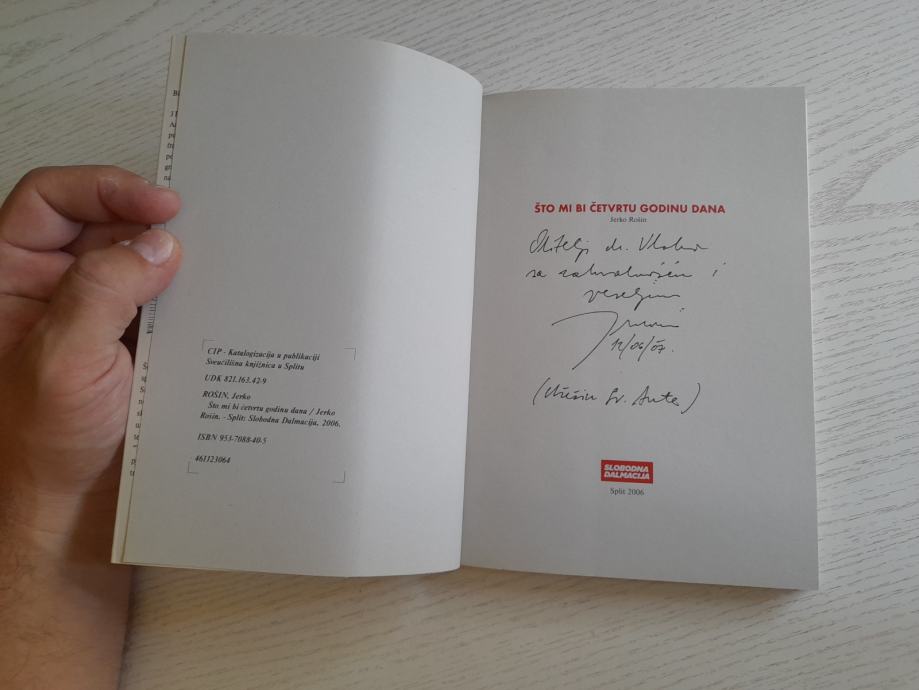 CIP - Katalogizacija u publikaciji
Sveučilišna knjižnica u Splitu
UDK 821.163.42-9
ROŠIN, Jerko
Što mi bi četvrtu godinu dana / Jerko
Rošin. - Split: Slobodna Dalmacija, 2006.
ISBN 953-7088-40-5
461123064
ŠTO MI BI ČETVRTU GODINU DANA
Jerko Rošin
Obitelji dr.
sa zahvalnošću i
veseljem
12/06/07.
(Sv. Ante)
SLOBODNA
DALMACIJA
Split 2006